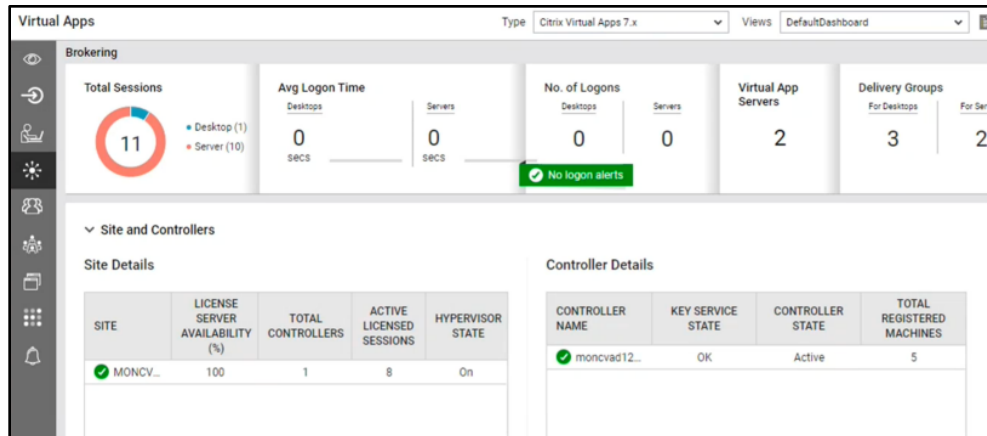 Virtual Apps
Type Citrix Virtual Apps 7.x Views DefaultDashboard
Brokering
Total Sessions
11
Desktop (1)
Server (10)
Avg Logon Time
Desktops Servers
0 0
secs secs
No. of Logons
Desktops Servers
0 0
No logon alerts
Virtual App
Servers
2
Delivery Groups
For Desktops For Ser
3 2
Site and Controllers
Site Details
SITE LICENSE SERVER AVAILABILITY (%) TOTAL CONTROLLERS ACTIVE LICENSED SESSIONS HYPERVISOR STATE
MONCV... 100 1 8 On
Controller Details
CONTROLLER NAME KEY SERVICE STATE CONTROLLER STATE TOTAL REGISTERED MACHINES
moncvad12... OK Active 5